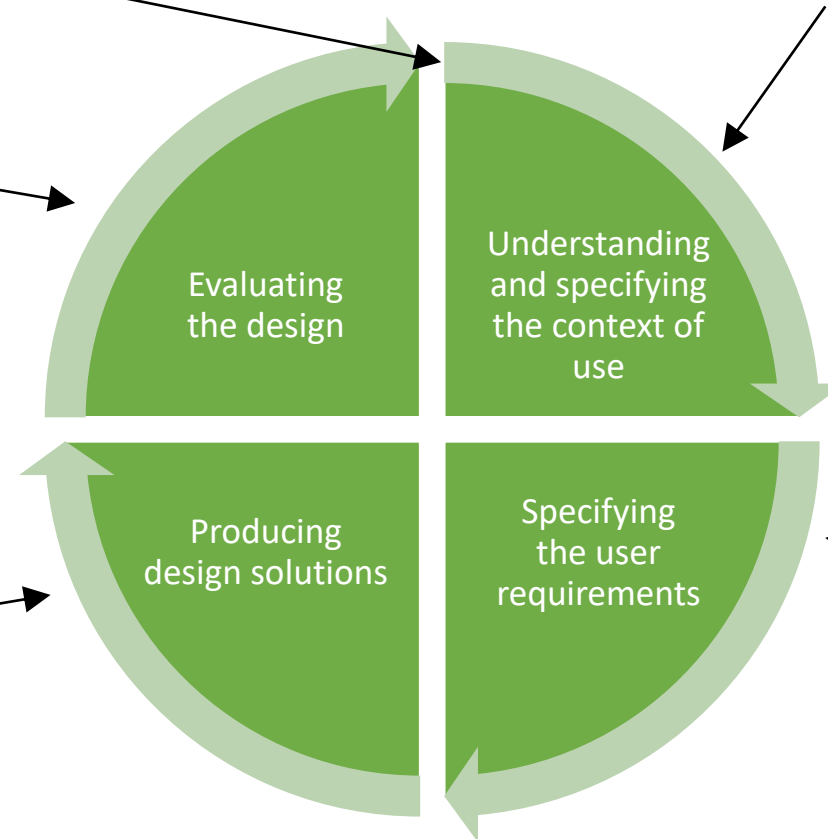 Evaluating
the design
Understanding
and specifying
the context of
use
Producing
design solutions
Specifying
the user
requirements